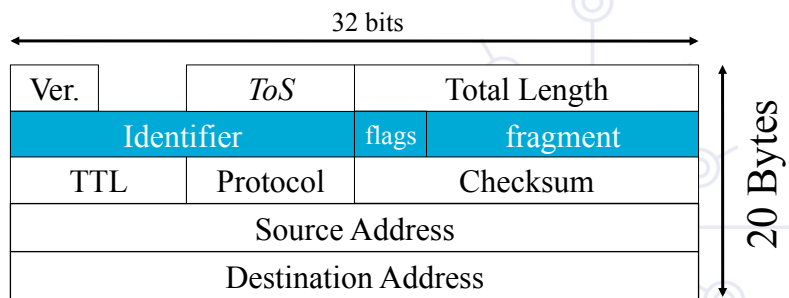 32 bits
Ver. ToS Total Length
Identifier flags fragment
TTL Protocol Checksum
Source Address
Destination Address
20 Bytes